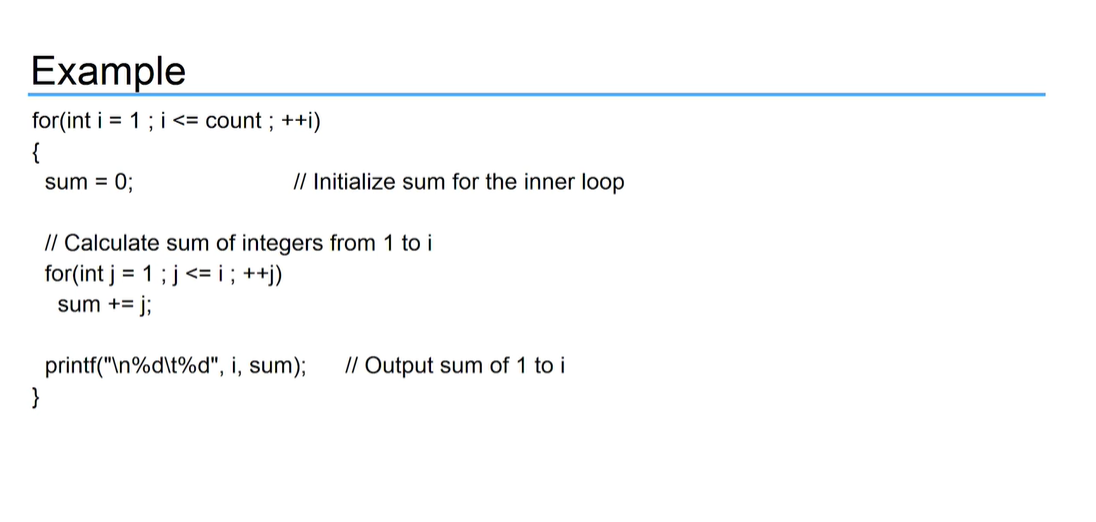 Example
for(int i = 1 ; i <= count ; ++i)
{
sum = 0; // Initialize sum for the inner loop
// Calculate sum of integers from 1 to i
for(int j = 1 ; j <= i ; ++j)
sum += j;
printf("\n%d\t%d", i, sum); // Output sum of 1 to i
}